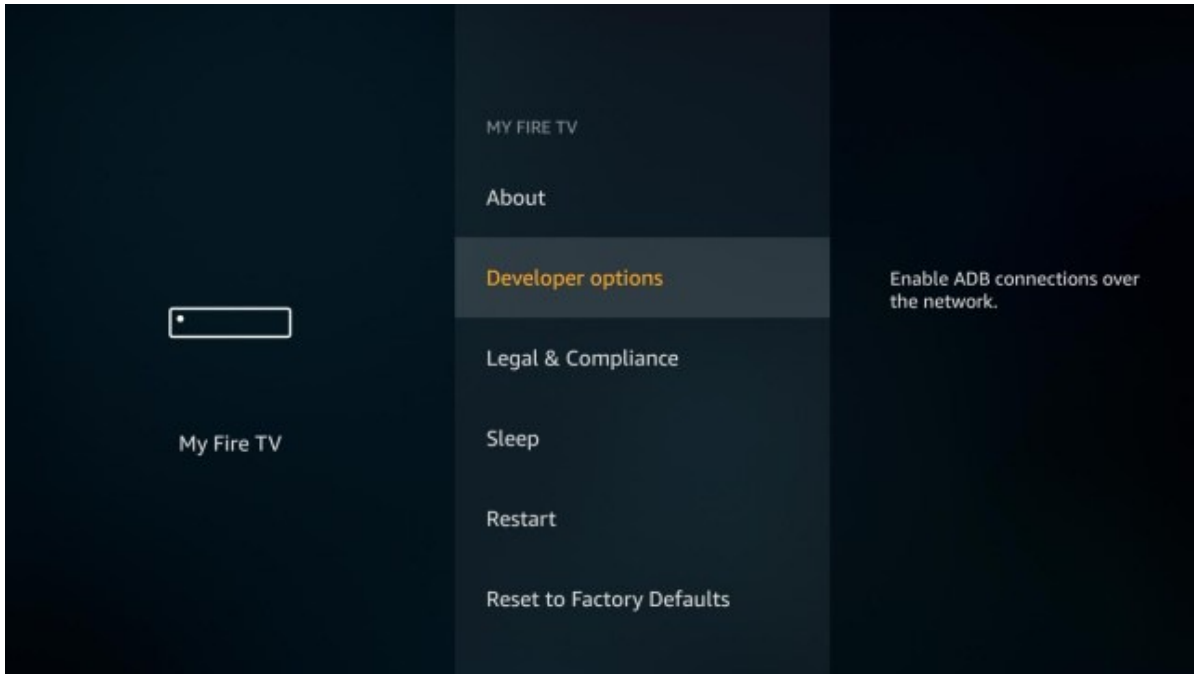 MY FIRE TV
About
Developer options
Enable ADB connections over
the network.
Legal & Compliance
My Fire TV
Sleep
Restart
Reset to Factory Defaults